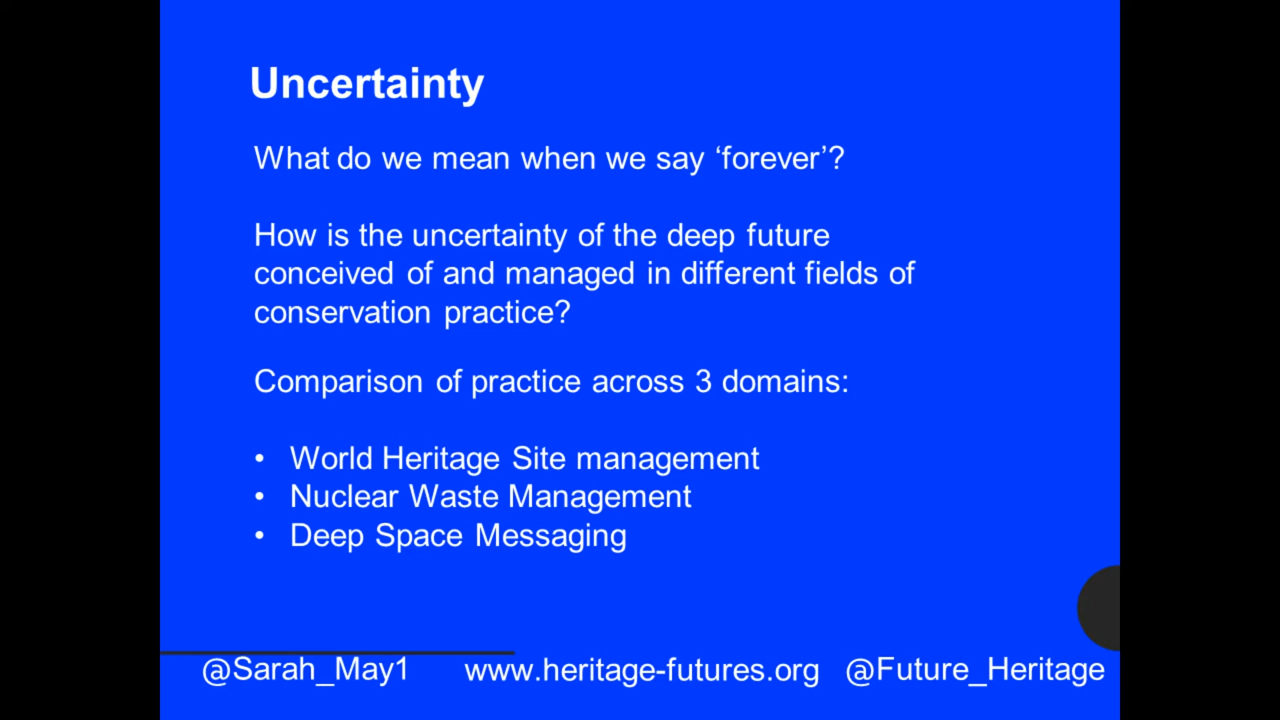 Uncertainty
What do we mean when we say ‘forever’?
How is the uncertainty of the deep future
conceived of and managed in different fields of
conservation practice?
Comparison of practice across 3 domains:
• World Heritage Site management
• Nuclear Waste Management
• Deep Space Messaging
@Sarah_May1 www.heritage-futures.org @Future_Heritage